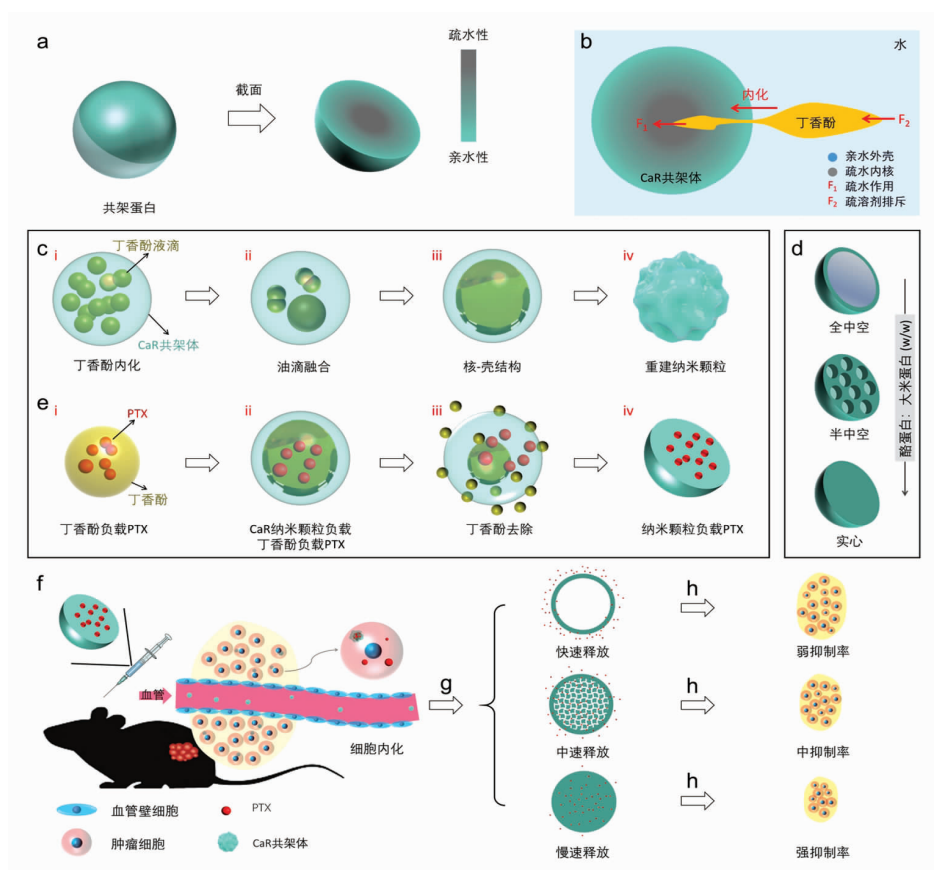 a
疏水性
截面
亲水性
共架蛋白
b
水
内化
丁香酚
F₁
F₂
CaR共架体
亲水外壳
疏水内核
F₁ 疏水作用
F₂ 疏溶剂排斥
c
i
丁香酚液滴
CaR共架体
丁香酚内化
ii
油滴融合
iii
核-壳结构
iv
重建纳米颗粒
d
全中空
半中空
实心
酪蛋白：大米蛋白 (w/w)
e
i
PTX
丁香酚
丁香酚负载PTX
ii
CaR纳米颗粒负载
丁香酚负载PTX
iii
丁香酚去除
iv
纳米颗粒负载PTX
f
血管
细胞内化
血管壁细胞
PTX
肿瘤细胞
CaR共架体
g
快速释放
h
弱抑制率
中速释放
h
中抑制率
慢速释放
h
强抑制率